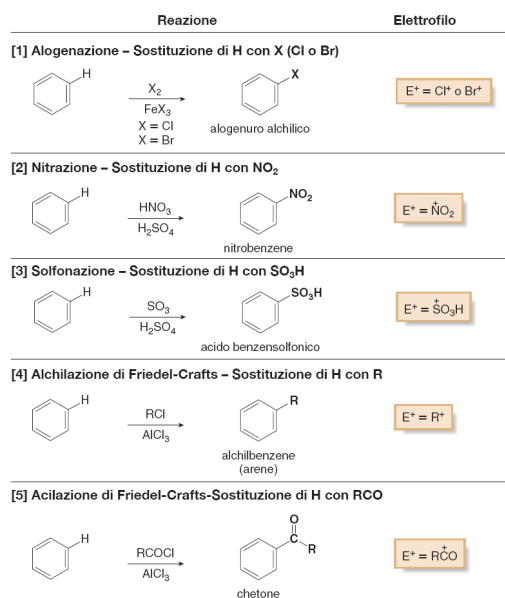 Reazione Elettrofilo
[1] Alogenazione – Sostituzione di H con X (Cl o Br)
H
X₂
FeX₃
X = Cl
X = Br
X
alogenuro alchilico
E⁺ = Cl⁺ o Br⁺
[2] Nitrazione – Sostituzione di H con NO₂
H
HNO₃
H₂SO₄
NO₂
nitrobenzene
E⁺ = N⁺O₂
[3] Solfonazione – Sostituzione di H con SO₃H
H
SO₃
H₂SO₄
SO₃H
acido benzensolfonico
E⁺ = S⁺O₃H
[4] Alchilazione di Friedel-Crafts – Sostituzione di H con R
H
RCl
AlCl₃
R
alchilbenzene
(arene)
E⁺ = R⁺
[5] Acilazione di Friedel-Crafts-Sostituzione di H con RCO
H
RCOCl
AlCl₃
O
C
R
chetone
E⁺ = RC⁺O